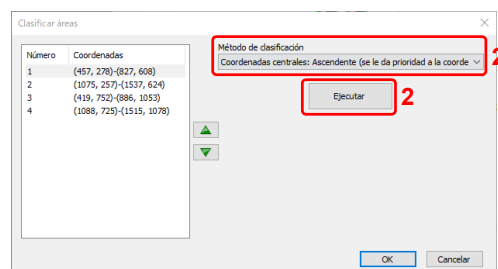 Clasificar áreas
Número Coordenadas
1 (457, 278)-(827, 608)
2 (1075, 257)-(1537, 624)
3 (419, 752)-(886, 1053)
4 (1088, 725)-(1515, 1078)
Método de clasificación
Coordenadas centrales: Ascendente (se le da prioridad a la coorde
2
Ejecutar
2
OK Cancelar